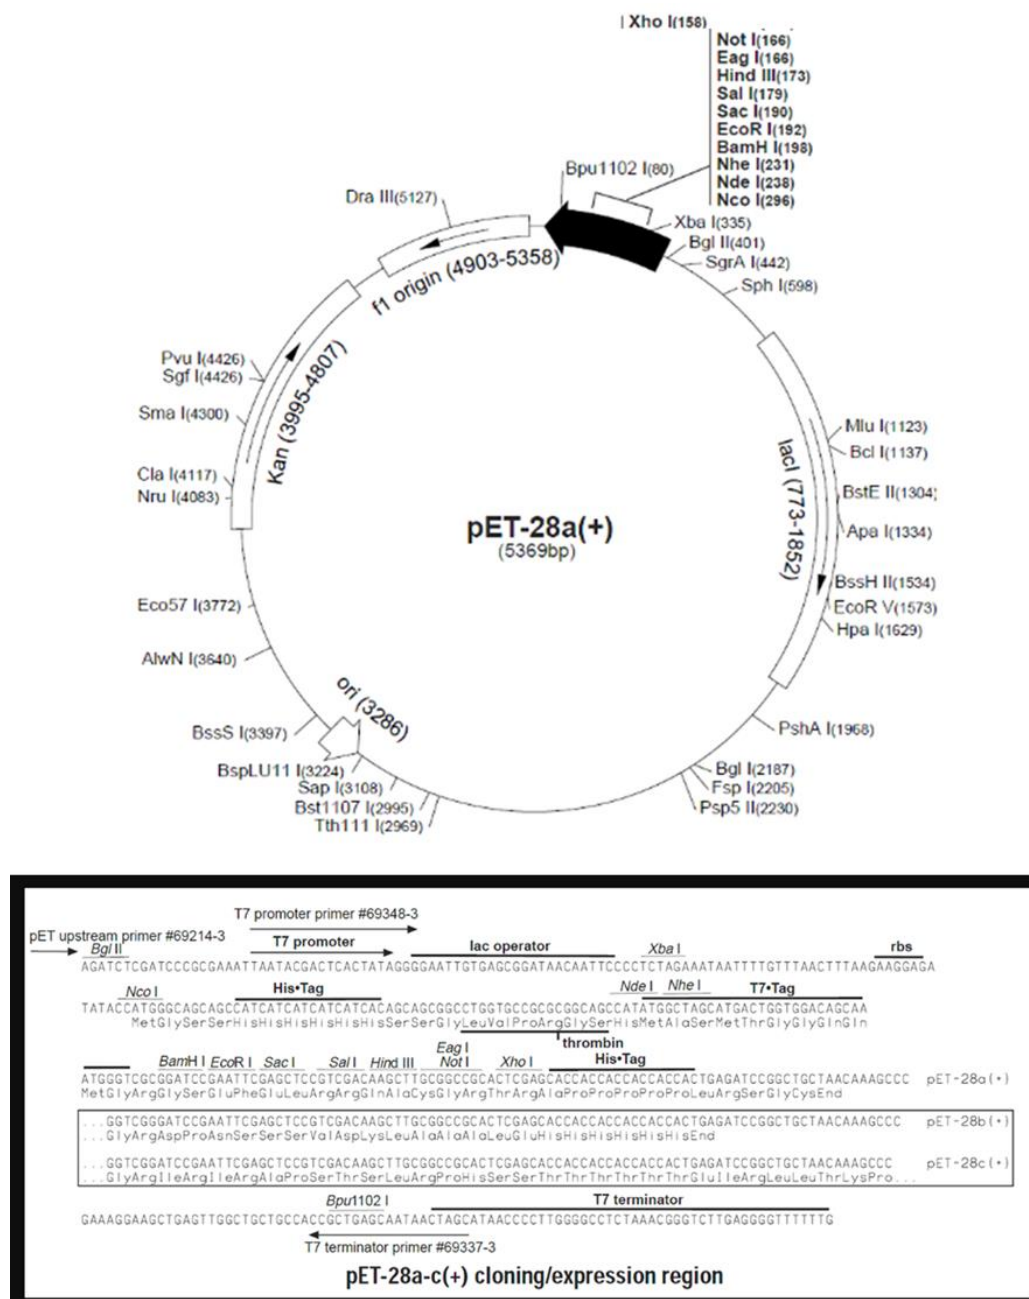 Xho I(158)
Not I(166)
Eag I(166)
Hind III(173)
Sal I(179)
Sac I(190)
EcoR I(192)
BamH I(198)
Nhe I(231)
Nde I(238)
Nco I(296)
Bpu1102 I(80)
Dra III(5127)
Xba I(335)
Bgl II(401)
SgrA I(442)
Sph I(598)
f1 origin (4903-5358)
Pvu I(4426)
Sgf I(4426)
Sma I(4300)
Kan (3995-4807)
Cla I(4117)
Nru I(4083)
Mlu I(1123)
Bcl I(1137)
BstE II(1304)
Apa I(1334)
lacI (773-1852)
pET-28a(+)
(5369bp)
BssH II(1534)
EcoR V(1573)
Hpa I(1629)
Eco57 I(3772)
AlwN I(3640)
ori (3286)
BssS I(3397)
PshA I(1968)
BspLU11 I(3224)
Sap I(3108)
Bst1107 I(2995)
Tth111 I(2969)
Bgl I(2187)
Fsp I(2205)
Psp5 II(2230)
T7 promoter primer #69348-3
pET upstream primer #69214-3
Bgl II T7 promoter lac operator Xba I rbs
AGATCTCGATCCCGCGAAATTAATACGACTCACTATAGGGGAATTGTGAGCGGATAACAATTCCCCTCTAGAAATAATTTTGTTTAACTTTAAGAAGGAGA
Nco I His•Tag Nde I Nhe I T7•Tag
TATACCATGGGCAGCAGCCATCATCATCATCATCACAGCAGCGGCCTGGTGCCGCGCGGCAGCCATATGGCTAGCATGACTGGTGGACAGCAA
MetGlySerSerHisHisHisHisHisHisSerSerGlyLeuValProArgGlySerHisMetAlaSerMetThrGlyGlyGlnGln
thrombin
BamH I EcoR I Sac I Sal I Hind III Eag I Not I Xho I His•Tag
ATGGGTCGCGGATCCGAATTCGAGCTCCGTCGACAAGCTTGCGGCCGCACTCGAGCACCACCACCACCACCACTGAGATCCGGCTGCTAACAAAGCCC pET-28a(+)
MetGlyArgGlySerGluPheGluLeuArgArgGlnAlaCysGlyArgThrArgAlaProProProProProLeuArgSerGlyCysEnd
...GGTCGGGATCCGAATTCGAGCTCCGTCGACAAGCTTGCGGCCGCACTCGAGCACCACCACCACCACCACTGAGATCCGGCTGCTAACAAAGCCC pET-28b(+)
...GlyArgAspProAsnSerSerSerValAspLysLeuAlaAlaAlaLeuGluHisHisHisHisHisHisEnd
...GGTCGGATCCGAATTCGAGCTCCGTCGACAAGCTTGCGGCCGCACTCGAGCACCACCACCACCACCACTGAGATCCGGCTGCTAACAAAGCCC pET-28c(+)
...GlyArgIleArgIleArgAlaProSerThrSerLeuArgProHisSerSerThrThrThrThrThrThrGluIleArgLeuLeuThrLysPro...
Bpu1102 I T7 terminator
GAAAGGAAGCTGAGTTGGCTGCTGCCACCGCTGAGCAATAACTAGCATAACCCCTTGGGGCCTCTAAACGGGTCTTGAGGGGTTTTTTG
T7 terminator primer #69337-3
pET-28a-c(+) cloning/expression region